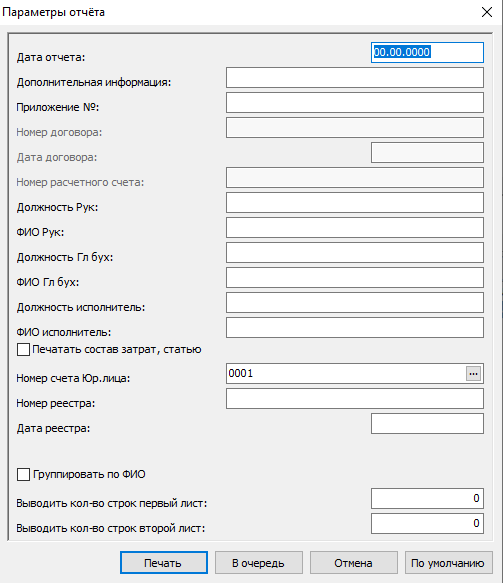 Параметры отчёта
Дата отчета: 00.00.0000
Дополнительная информация:
Приложение №:
Номер договора:
Дата договора:
Номер расчетного счета:
Должность Рук:
ФИО Рук:
Должность Гл бух:
ФИО Гл бух:
Должность исполнитель:
ФИО исполнитель:
Печатать состав затрат, статью
Номер счета Юр.лица: 0001 ...
Номер реестра:
Дата реестра:
Группировать по ФИО
Выводить кол-во строк первый лист: 0
Выводить кол-во строк второй лист: 0
Печать В очередь Отмена По умолчанию